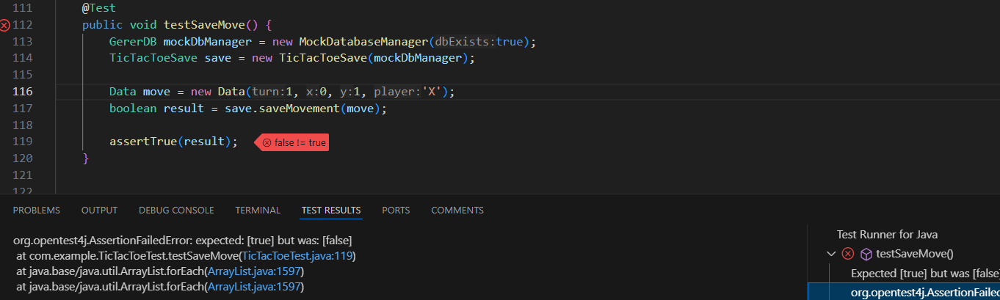 111 @Test
112 public void testSaveMove() {
113 GererDB mockDbManager = new MockDatabaseManager(dbExists:true);
114 TicTacToeSave save = new TicTacToeSave(mockDbManager);
115
116 Data move = new Data(turn:1, x:0, y:1, player:'X');
117 boolean result = save.saveMovement(move);
118
119 assertTrue(result); false != true
120 }
121
122
PROBLEMS OUTPUT DEBUG CONSOLE TERMINAL TEST RESULTS PORTS COMMENTS
org.opentest4j.AssertionFailedError: expected: [true] but was: [false]
at com.example.TicTacToeTest.testSaveMove(TicTacToeTest.java:119)
at java.base/java.util.ArrayList.forEach(ArrayList.java:1597)
at java.base/java.util.ArrayList.forEach(ArrayList.java:1597)
Test Runner for Java
testSaveMove()
Expected [true] but was [false]
org.opentest4j.AssertionFailed